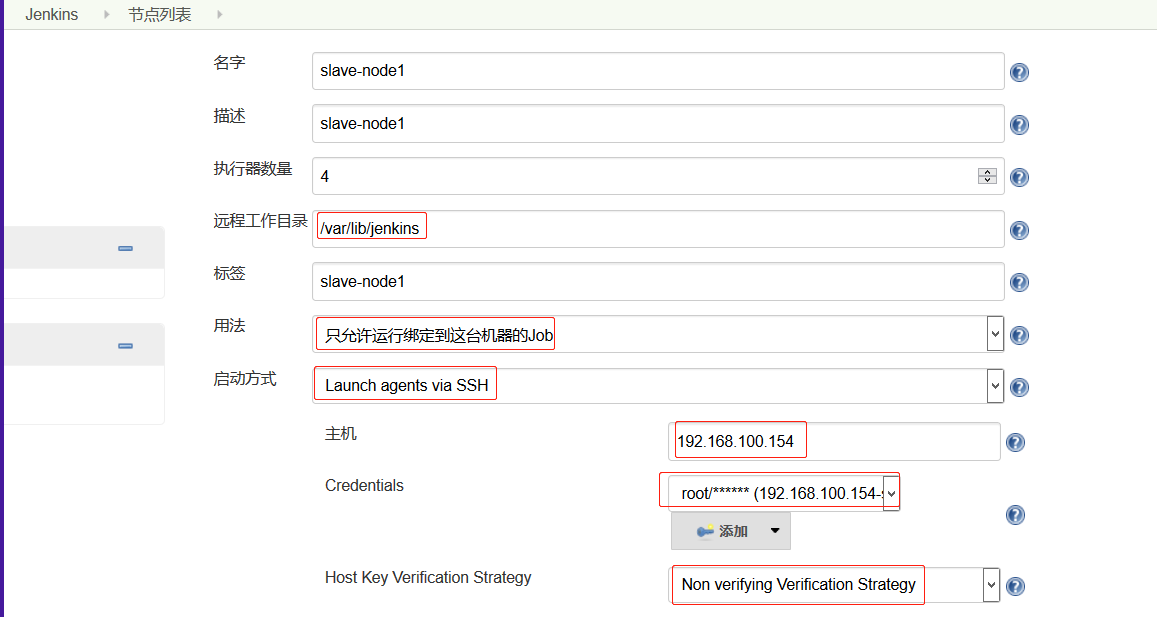 Jenkins 节点列表
名字 slave-node1
描述 slave-node1
执行器数量 4
远程工作目录 /var/lib/jenkins
标签 slave-node1
用法 只允许运行绑定到这台机器的Job
启动方式 Launch agents via SSH
主机 192.168.100.154
Credentials root/****** (192.168.100.154-
添加
Host Key Verification Strategy Non verifying Verification Strategy